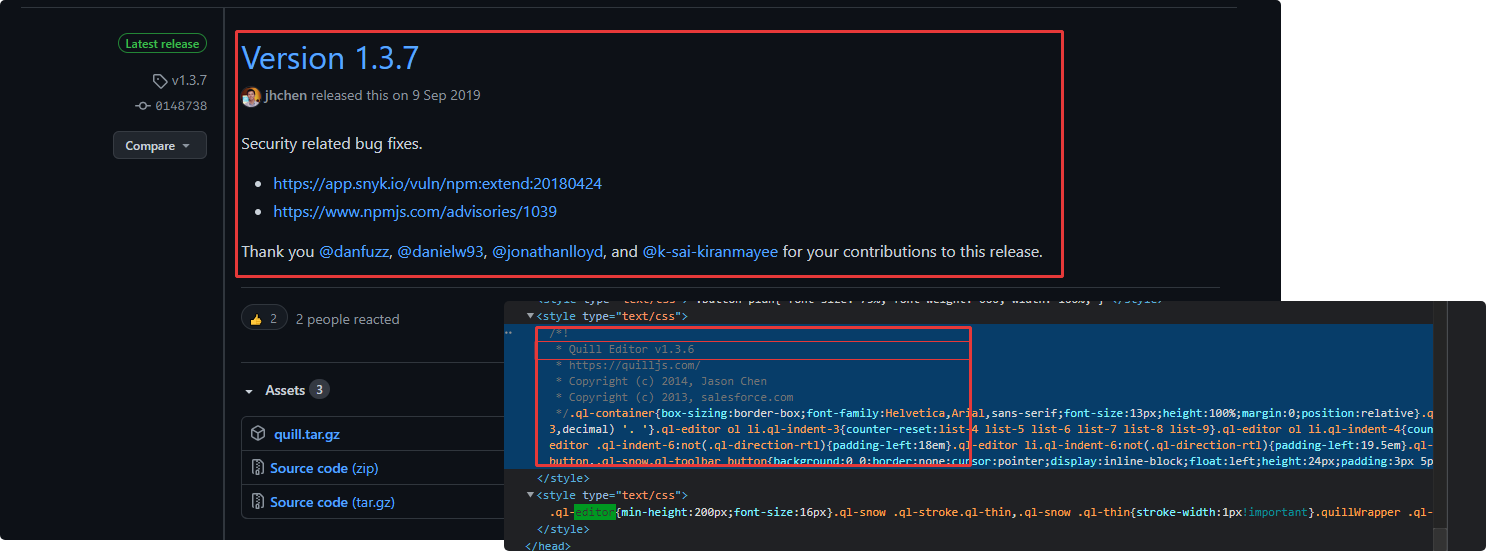 Latest release
v1.3.7
0148738
Compare
Version 1.3.7
jhchen released this on 9 Sep 2019
Security related bug fixes.
https://app.snyk.io/vuln/npm:extend:20180424
https://www.npmjs.com/advisories/1039
Thank you @danfuzz, @danielw93, @jonathanlloyd, and @k-sai-kiranmayee for your contributions to this release.
2
2 people reacted
Assets 3
quill.tar.gz
Source code (zip)
Source code (tar.gz)
<style type="text/css">
/*!
* Quill Editor v1.3.6
* https://quilljs.com/
* Copyright (c) 2014, Jason Chen
* Copyright (c) 2013, salesforce.com
*/.ql-container{box-sizing:border-box;font-family:Helvetica,Arial,sans-serif;font-size:13px;height:100%;margin:0;position:relative}.q
3,decimal) '. '}.ql-editor ol li.ql-indent-3{counter-reset:list-4 list-5 list-6 list-7 list-8 list-9}.ql-editor ol li.ql-indent-4{coun
editor .ql-indent-6:not(.ql-direction-rtl){padding-left:18em}.ql-editor li.ql-indent-6:not(.ql-direction-rtl){padding-left:19.5em}.ql-
button,.ql-snow.ql-toolbar button{background:0 0;border:none;cursor:pointer;display:inline-block;float:left;height:24px;padding:3px 5p
</style>
<style type="text/css">
.ql-editor{min-height:200px;font-size:16px}.ql-snow .ql-stroke.ql-thin,.ql-snow .ql-thin{stroke-width:1px!important}.quillWrapper .ql-
</style>
</head>